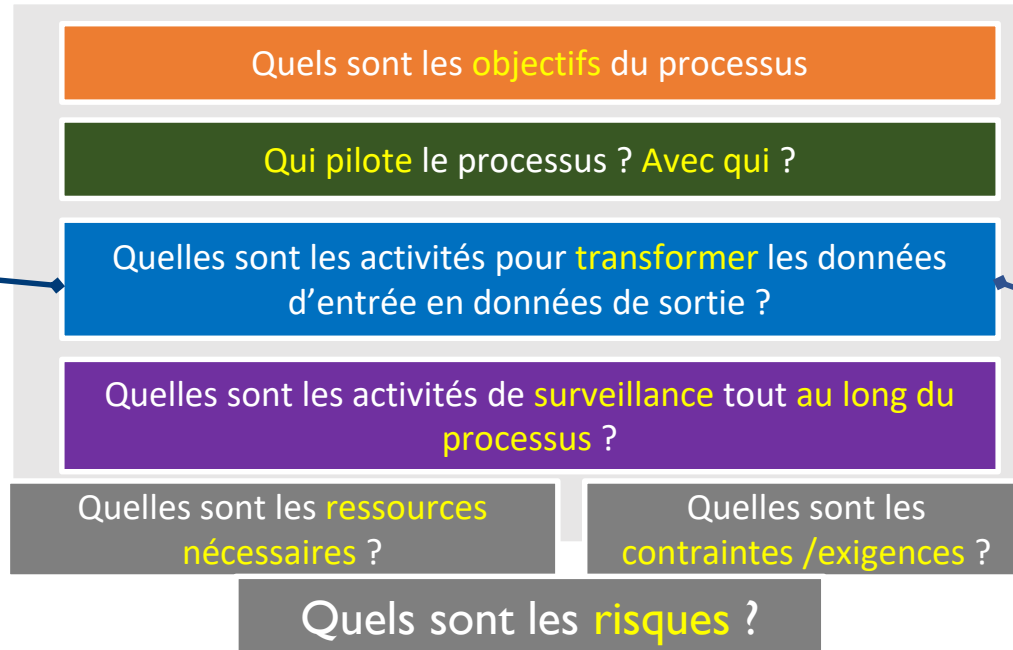 Quels sont les objectifs du processus
Qui pilote le processus ? Avec qui ?
Quelles sont les activités pour transformer les données
d'entrée en données de sortie ?
Quelles sont les activités de surveillance tout au long du
processus ?
Quelles sont les ressources
nécessaires ?
Quelles sont les
contraintes /exigences ?
Quels sont les risques ?